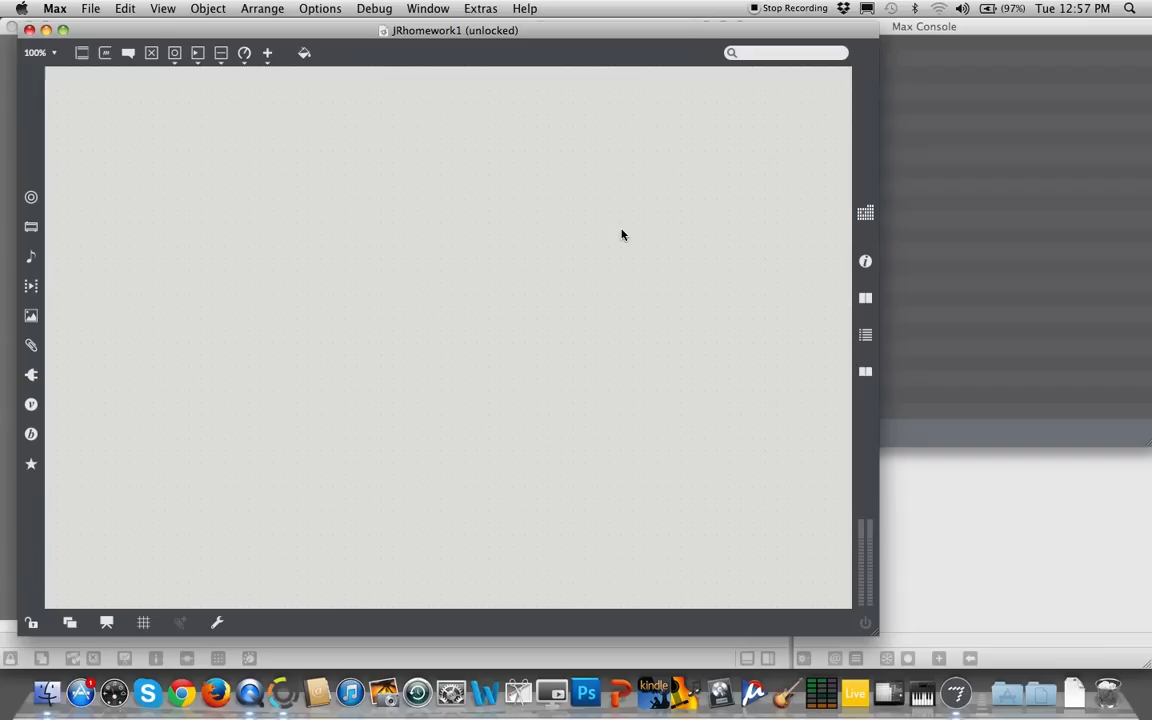 Max File Edit View Object Arrange Options Debug Window Extras Help Stop Recording (97%) Tue 12:57 PM
JRhomework1 (unlocked) Max Console
100%
kindle Live
1